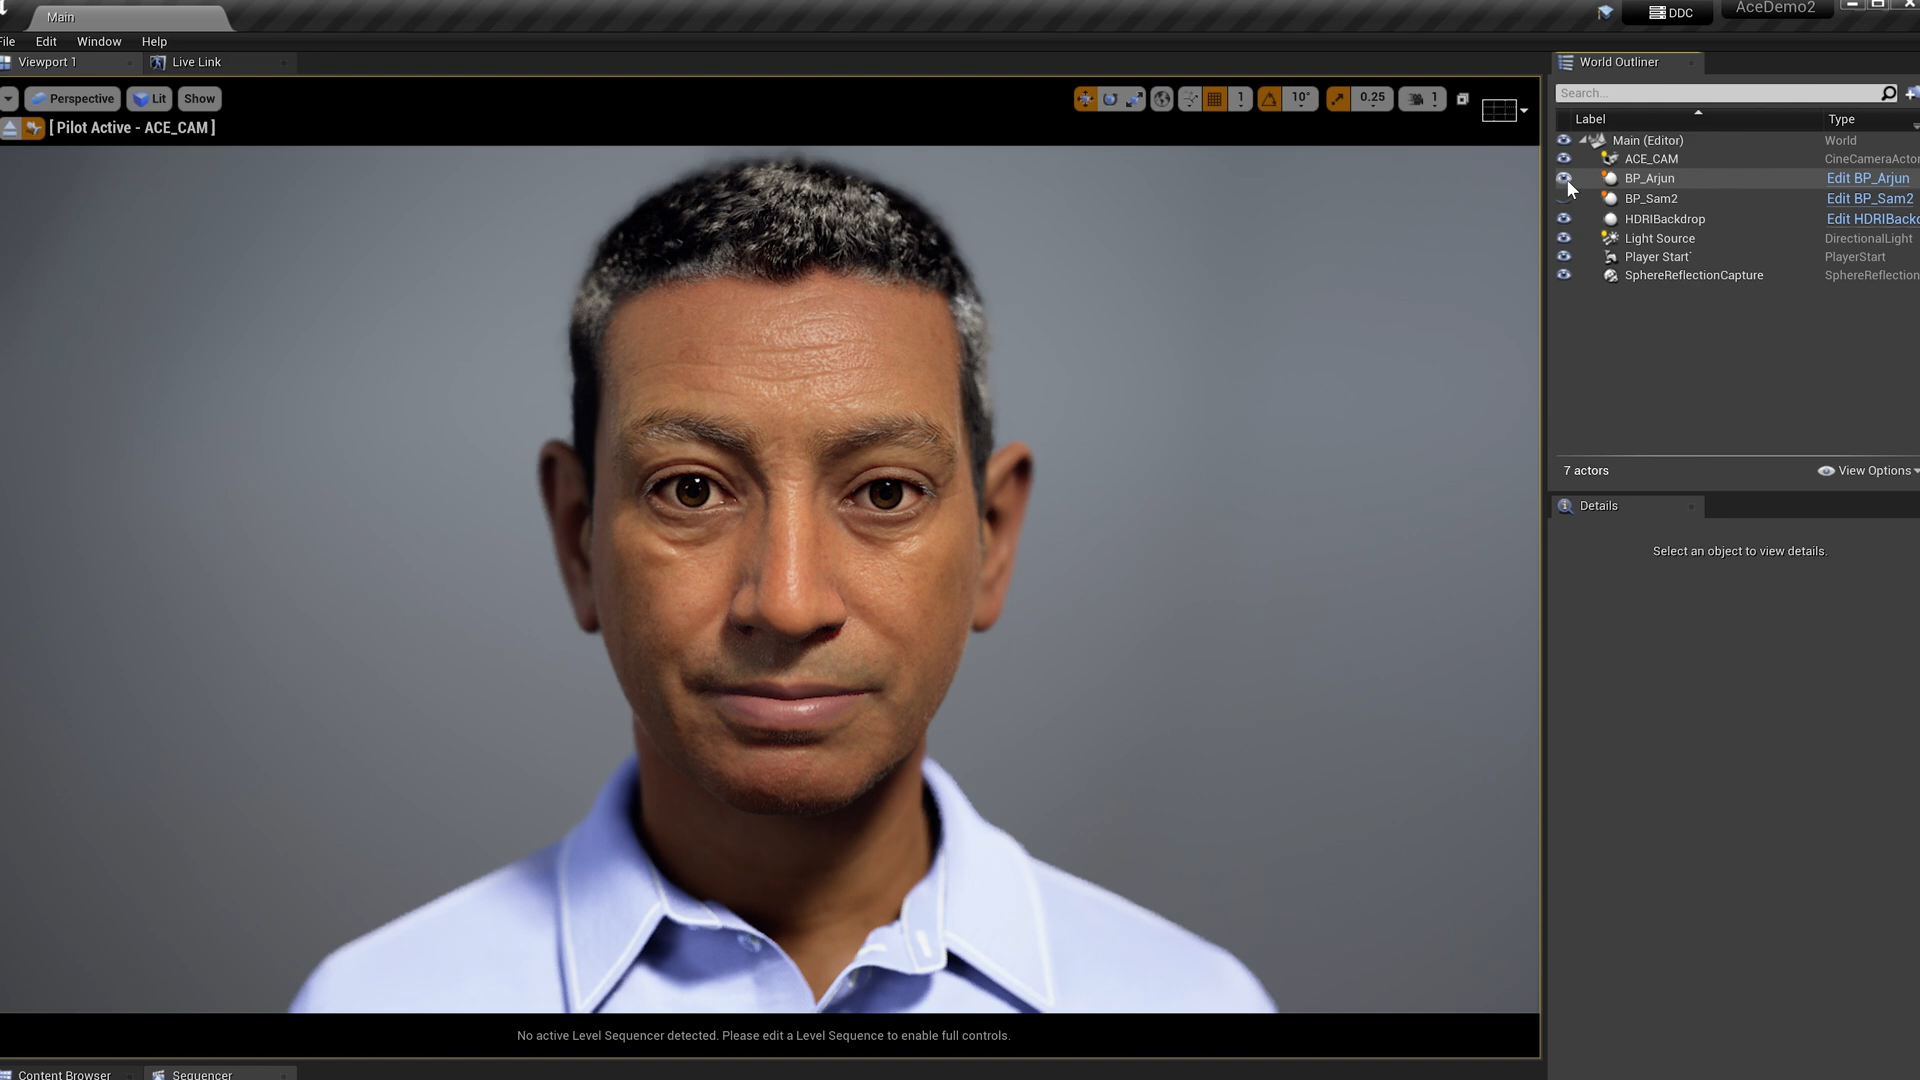 Main
DDC
AceDemo2
File Edit Window Help
Viewport 1
Live Link
World Outliner
Perspective
Lit
Show
1
10°
0.25
1
Search...
[ Pilot Active - ACE_CAM ]
Label
Type
Main (Editor)
World
ACE_CAM
CineCameraActor
BP_Arjun
Edit BP_Arjun
BP_Sam2
Edit BP_Sam2
HDRIBackdrop
Edit HDRIBackd
Light Source
DirectionalLight
Player Start`
PlayerStart
SphereReflectionCapture
SphereReflection
7 actors
View Options
Details
Select an object to view details.
No active Level Sequencer detected. Please edit a Level Sequence to enable full controls.
Content Browser
Sequencer